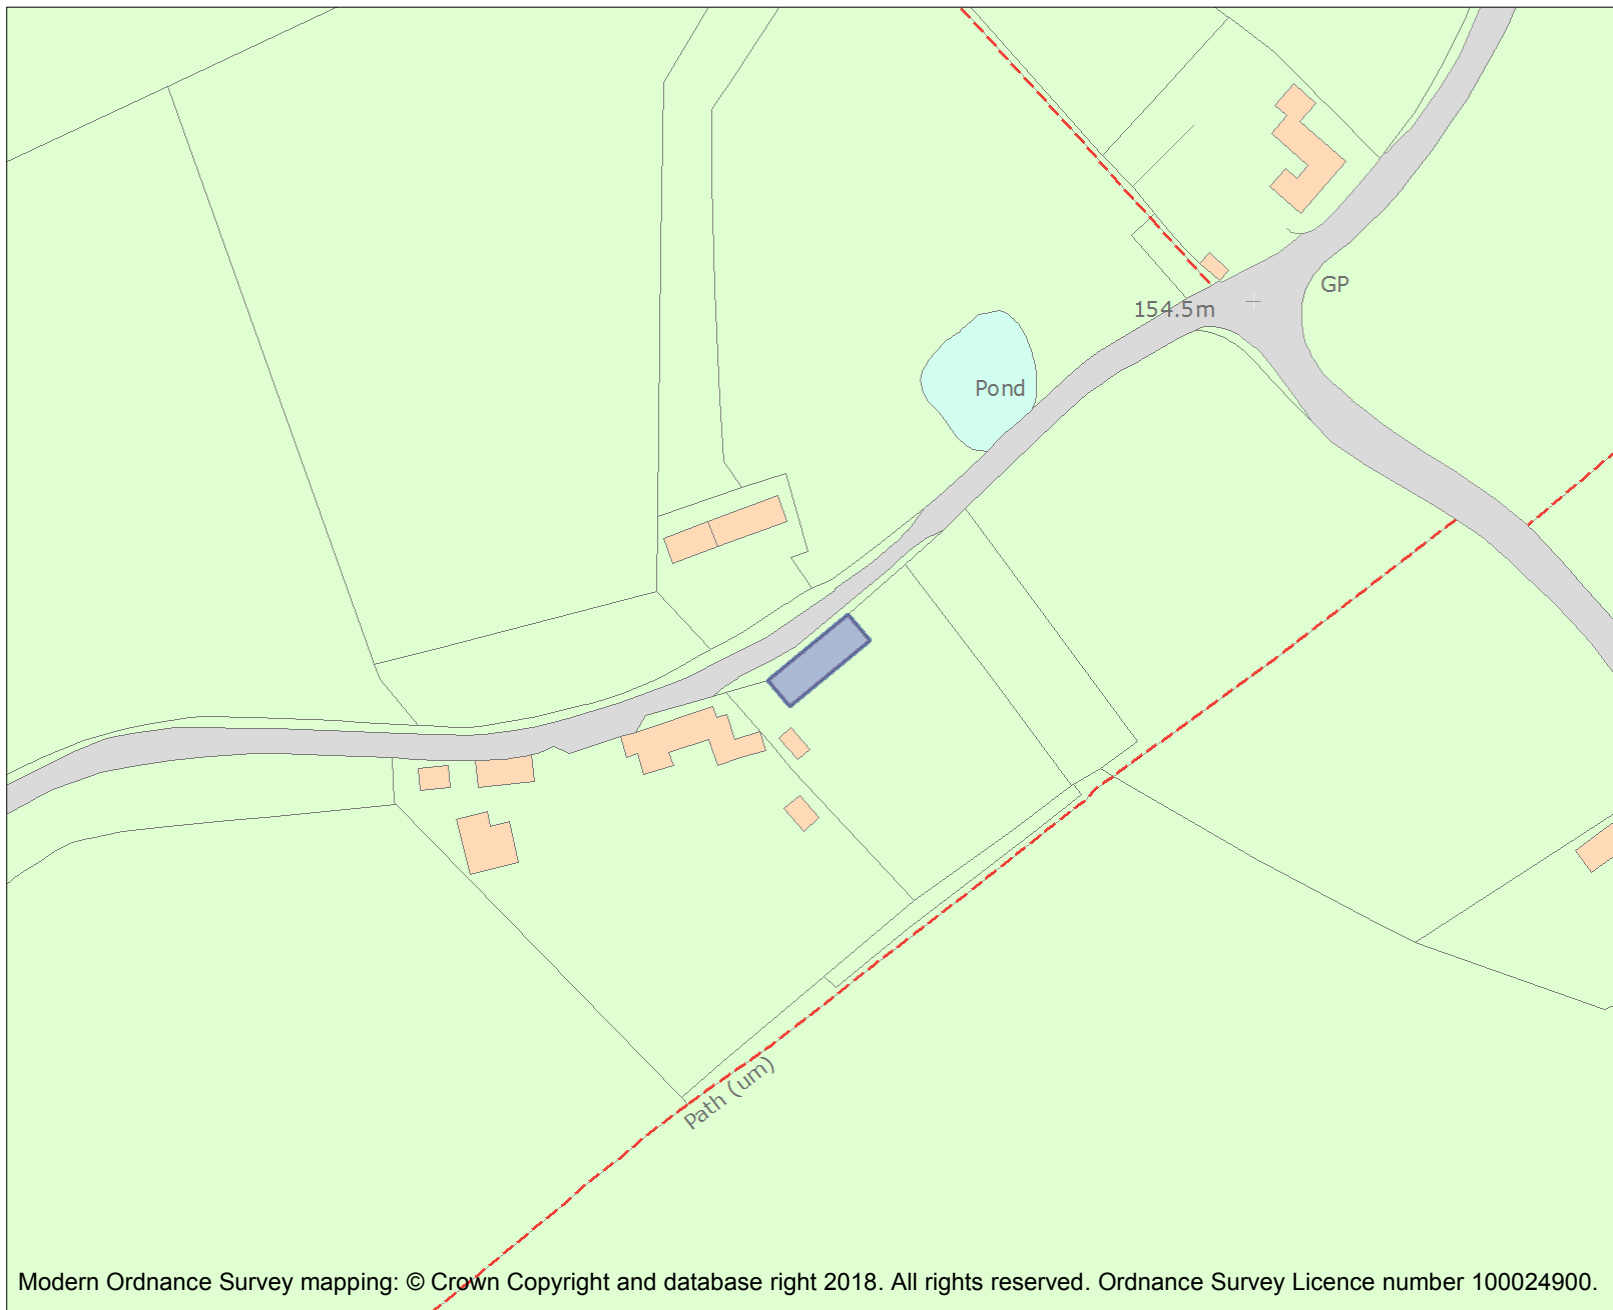 GP
154.5m
Pond
Path (um)
Modern Ordnance Survey mapping: © Crown Copyright and database right 2018. All rights reserved. Ordnance Survey Licence number 100024900.